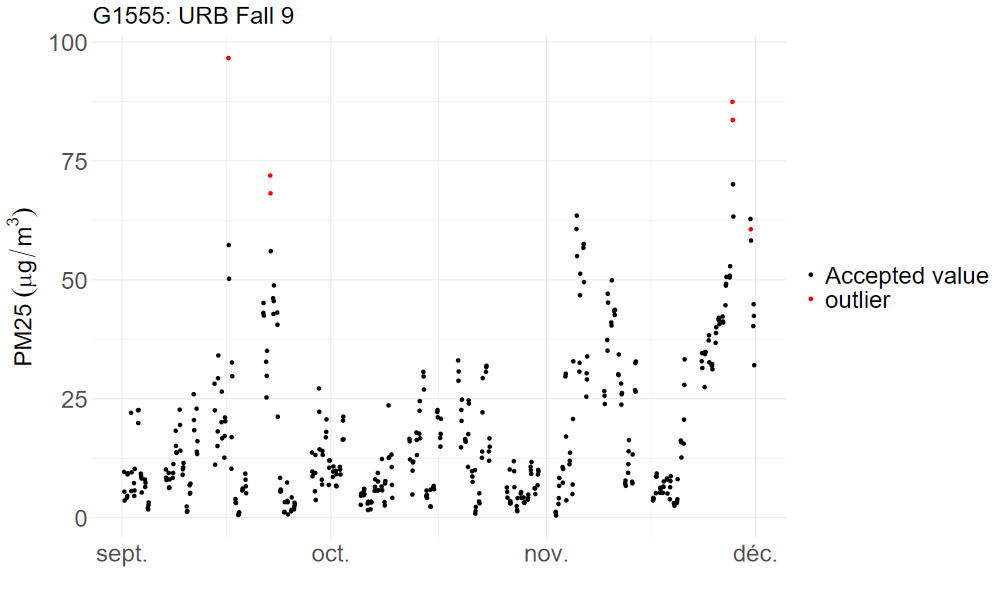 G1555: URB Fall 9
100
75
50
25
0
PM25 (μg/m³)
sept.
oct.
nov.
déc.
Accepted value
outlier